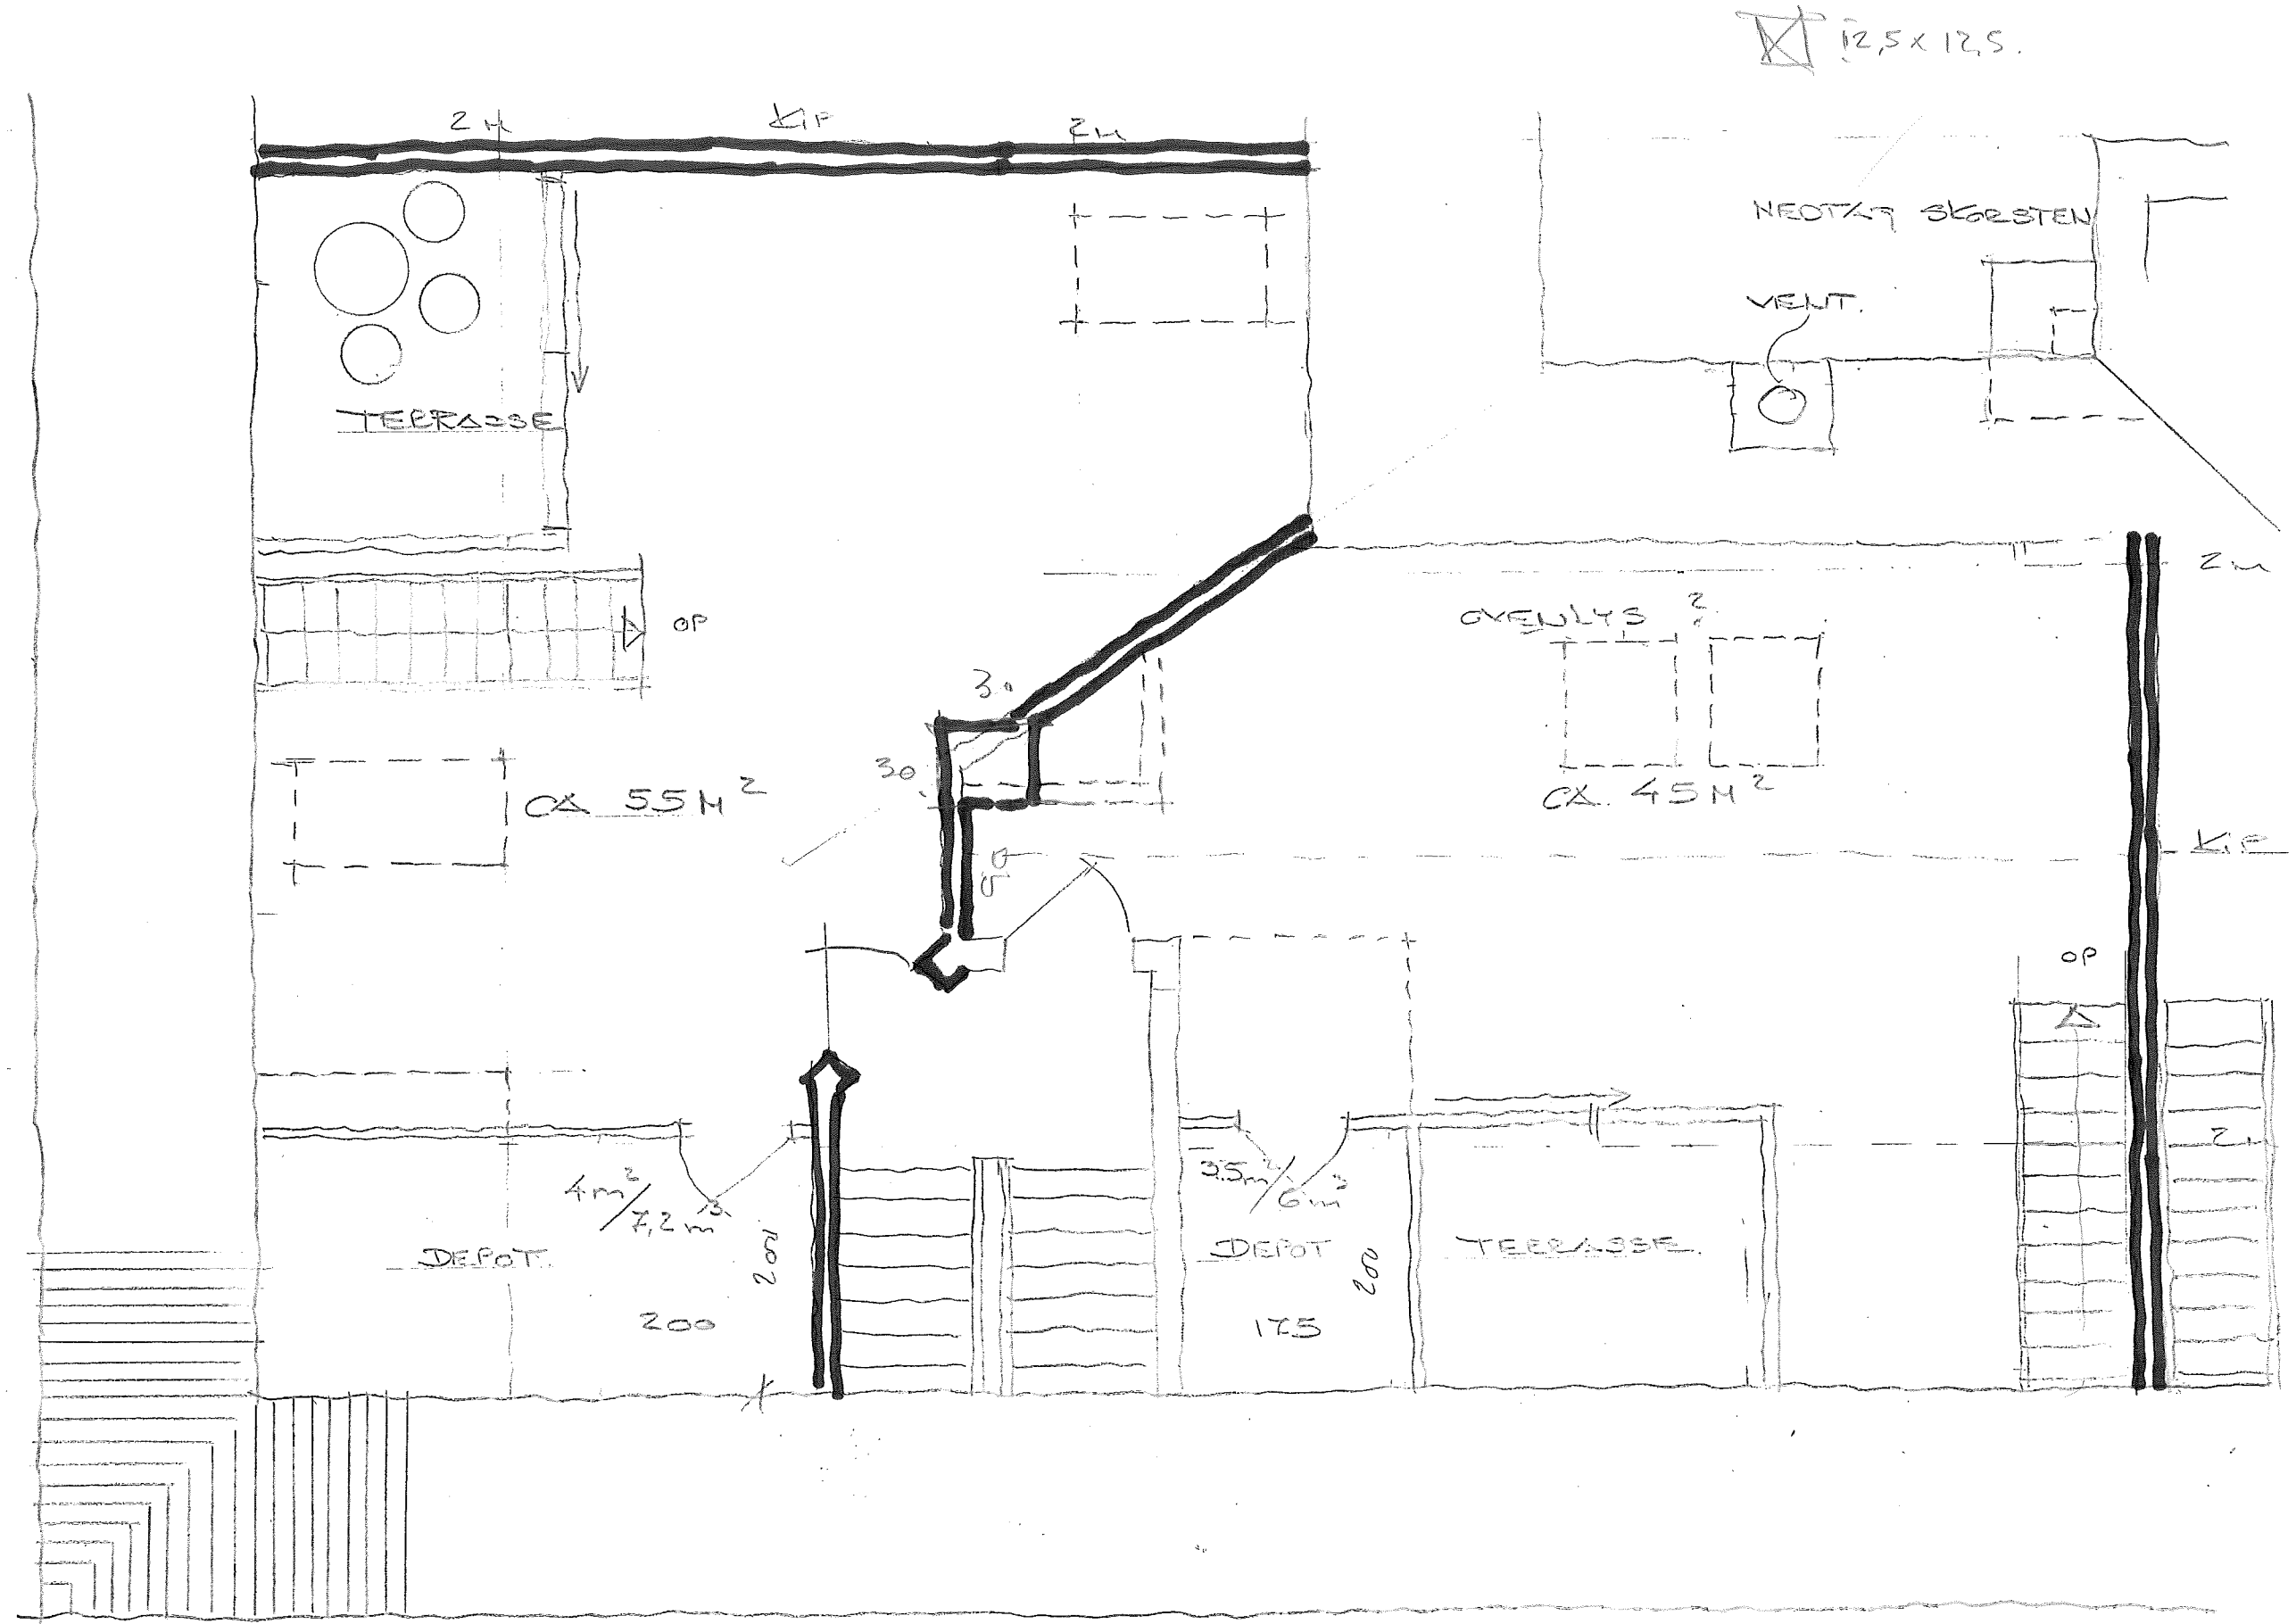 12,5 x 12,5.
2 M
KIP
2 M
NEDTAG SKORSTEN
VENT.
TERRASSE
2 M
OVENLYS ?
OP
30
30
CA 55 M²
CA. 45 M²
KIP
OP
4 m²/7,2 m³
3.5 m²/6 m³
200
200
DEPOT.
DEPOT
TERRASSE.
200
175